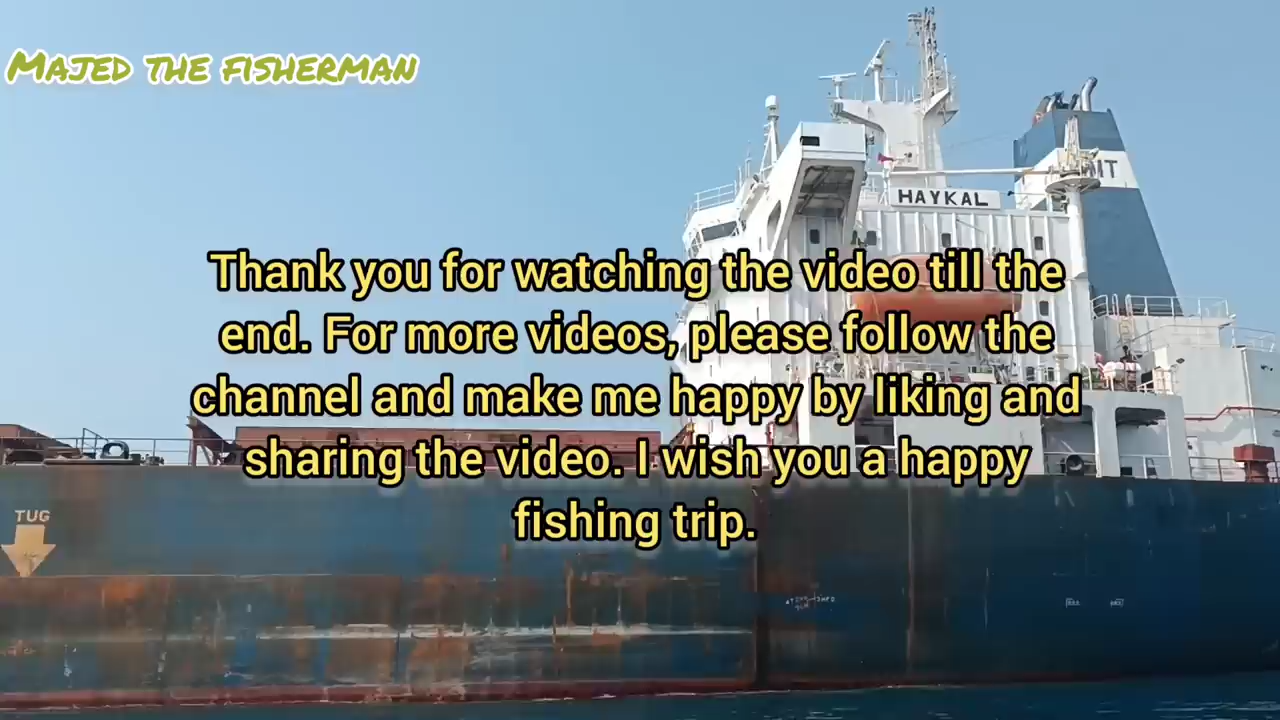 MAJED THE FISHERMAN
MT
HAYKAL
Thank you for watching the video till the
end. For more videos, please follow the
channel and make me happy by liking and
sharing the video. I wish you a happy
fishing trip.
TUG